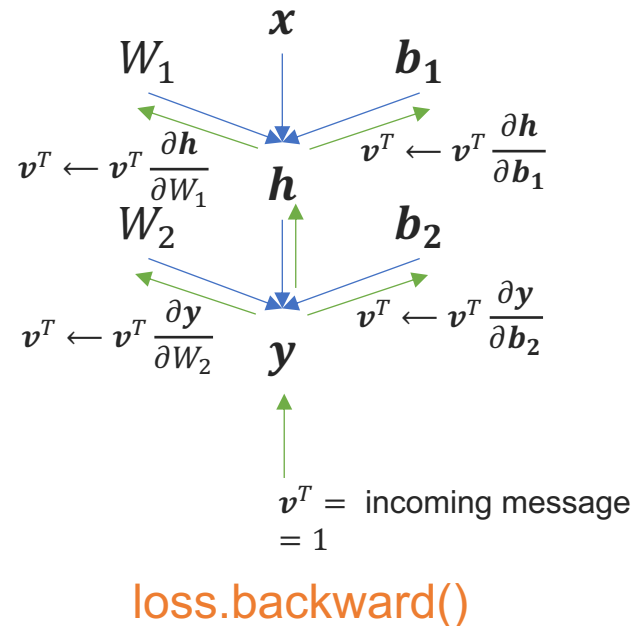 x
W₁ b₁
vᵀ ← vᵀ ∂h/∂W₁ vᵀ ← vᵀ ∂h/∂b₁
h
W₂ b₂
vᵀ ← vᵀ ∂y/∂W₂ vᵀ ← vᵀ ∂y/∂b₂
y
vᵀ = incoming message
= 1
loss.backward()